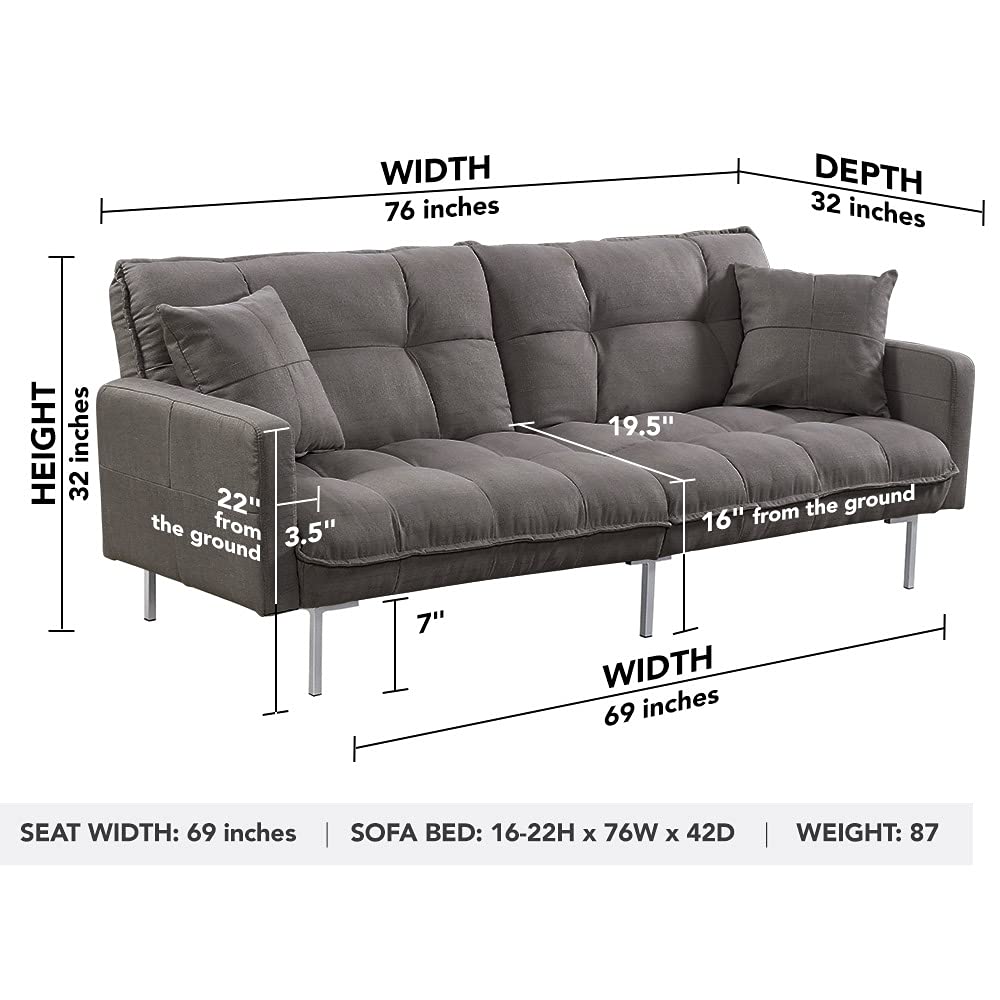 WIDTH
76 inches
DEPTH
32 inches
HEIGHT
32 inches
19.5"
22"
from
the ground
3.5"
16" from the ground
7"
WIDTH
69 inches
SEAT WIDTH: 69 inches | SOFA BED: 16-22H x 76W x 42D | WEIGHT: 87